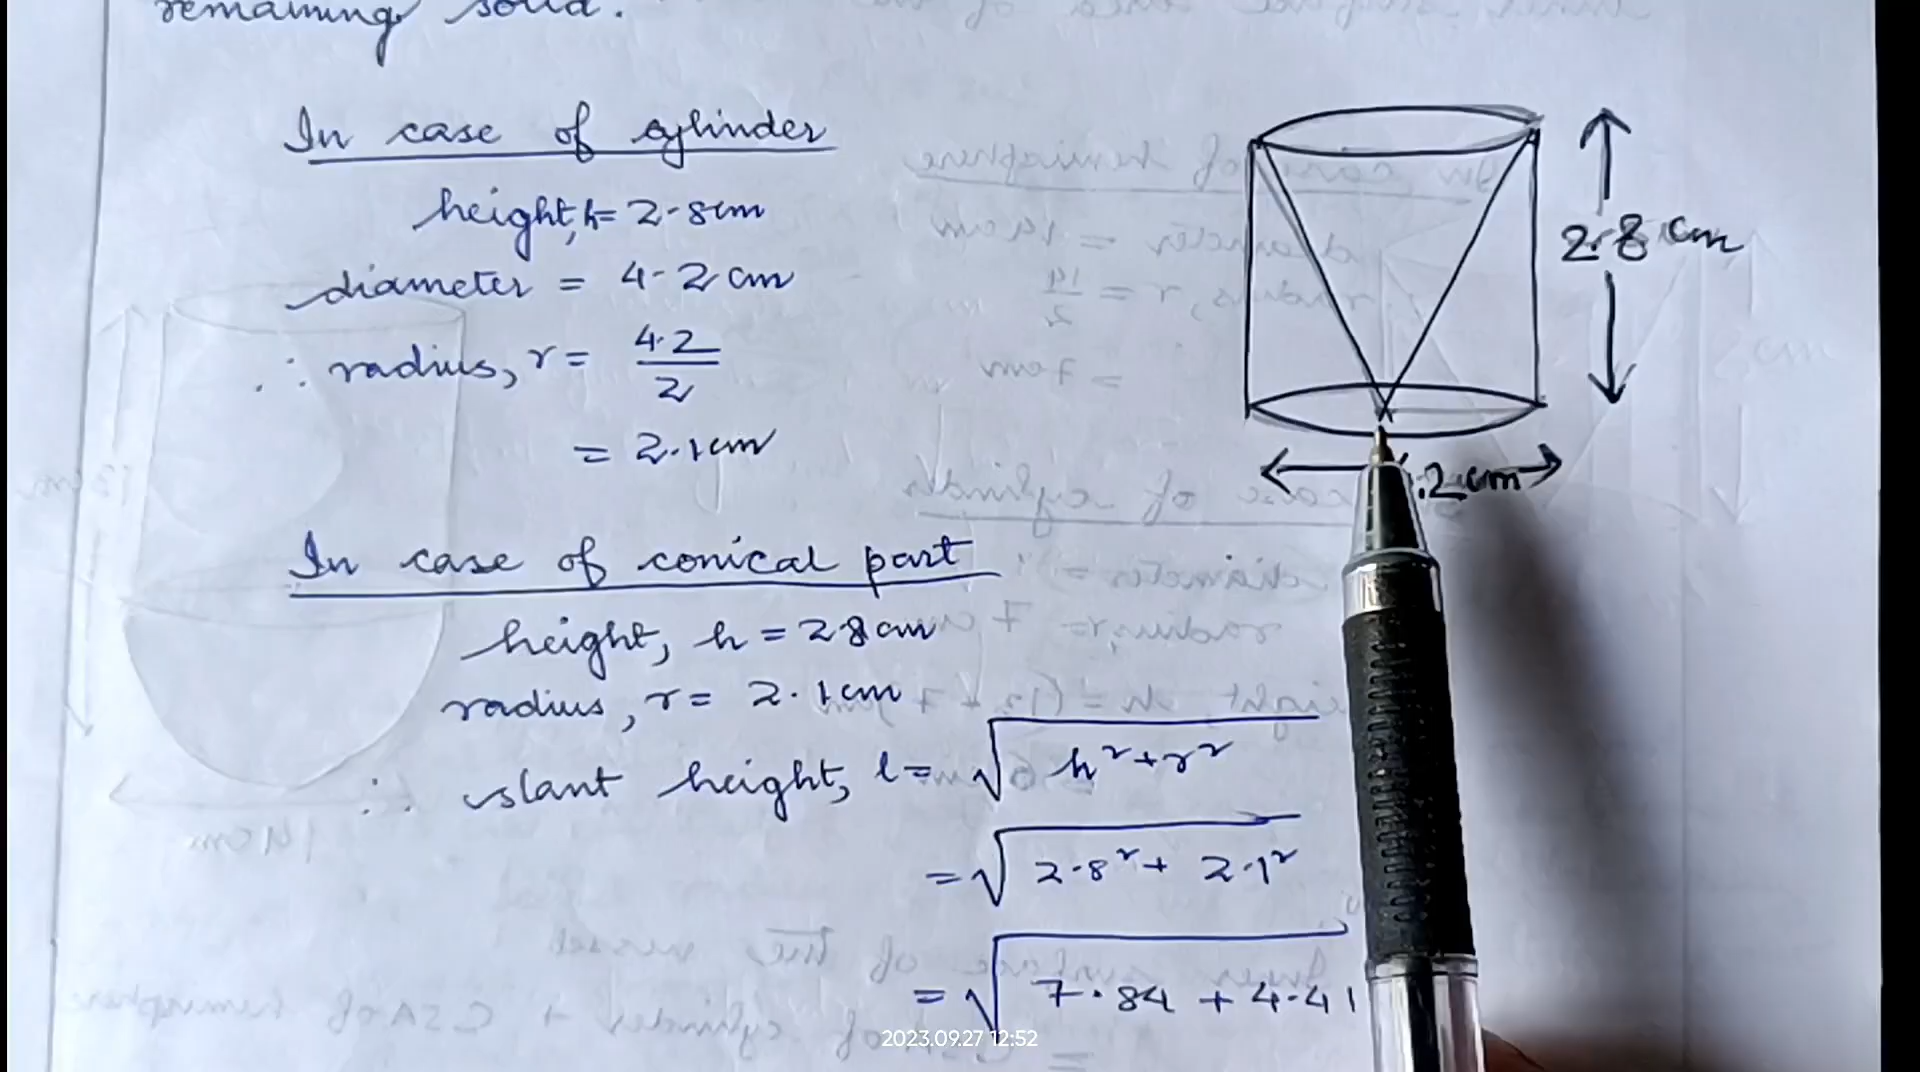 remaining solid.
In case of cylinder
height, h = 2.8cm
diameter = 4.2 cm
∴ radius, r = 4.2/2
= 2.1cm
2.8 cm
.2cm
In case of conical part
height, h = 2.8cm
radius, r = 2.1cm
∴ slant height, l = √h²+r²
= √2.8² + 2.1²
= √7.84 + 4.41
2023.09.27 12:52